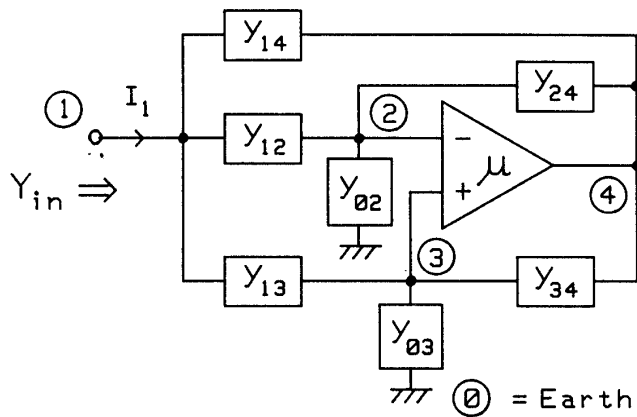 Y14
① I1 Y24
Y12 ② −
Yin ⇒ Y02 μ
+ ④
③
Y13 Y34
Y03
⓪ = Earth